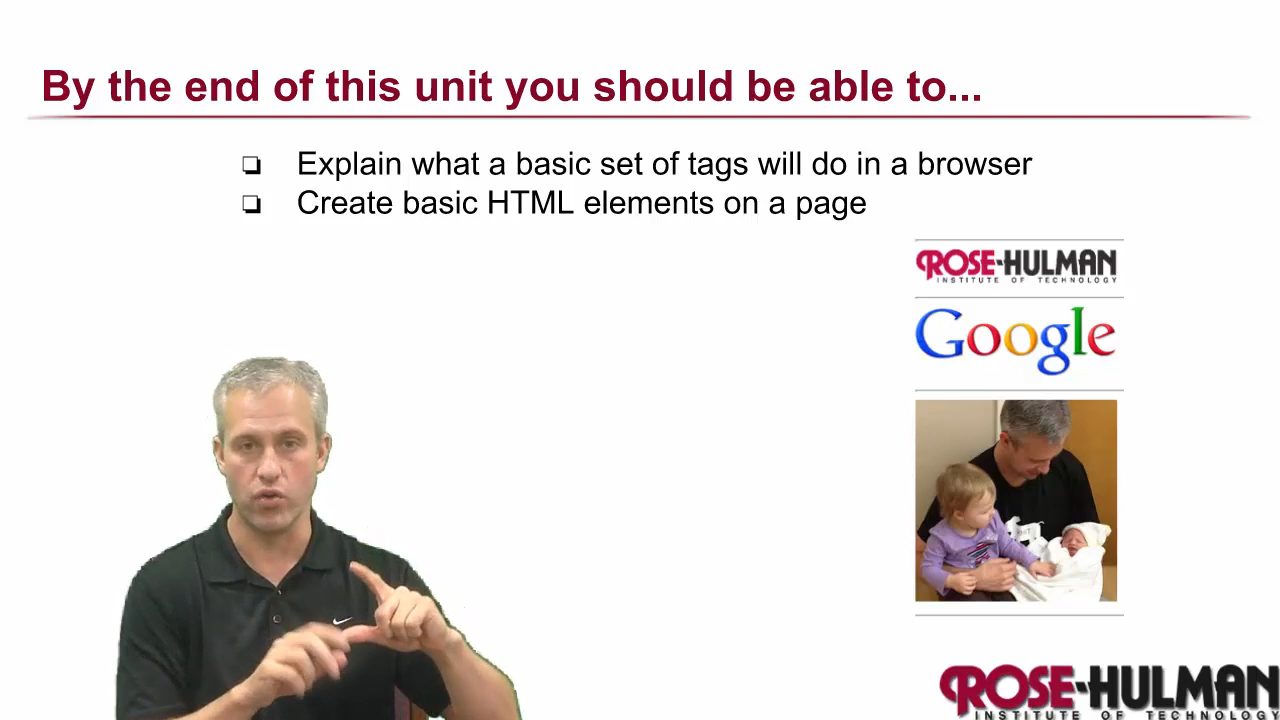 By the end of this unit you should be able to...
❏ Explain what a basic set of tags will do in a browser
❏ Create basic HTML elements on a page
ROSE-HULMAN
INSTITUTE OF TECHNOLOGY
Google
ROSE-HULMAN
INSTITUTE OF TECHNOLOGY